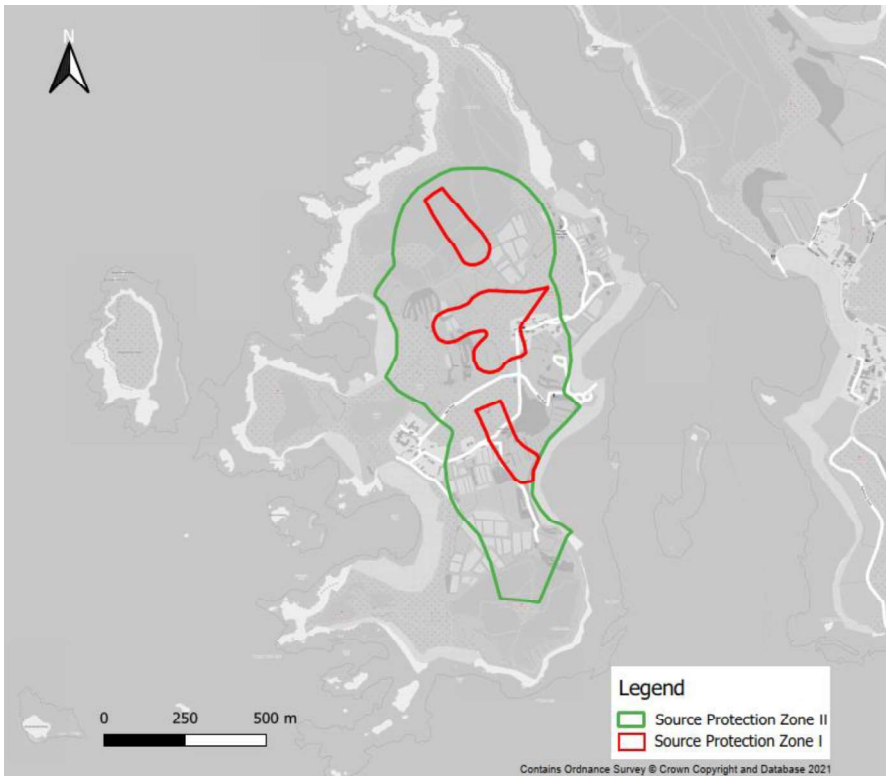 N
0 250 500 m
Legend
Source Protection Zone II
Source Protection Zone I
Contains Ordnance Survey © Crown Copyright and Database 2021